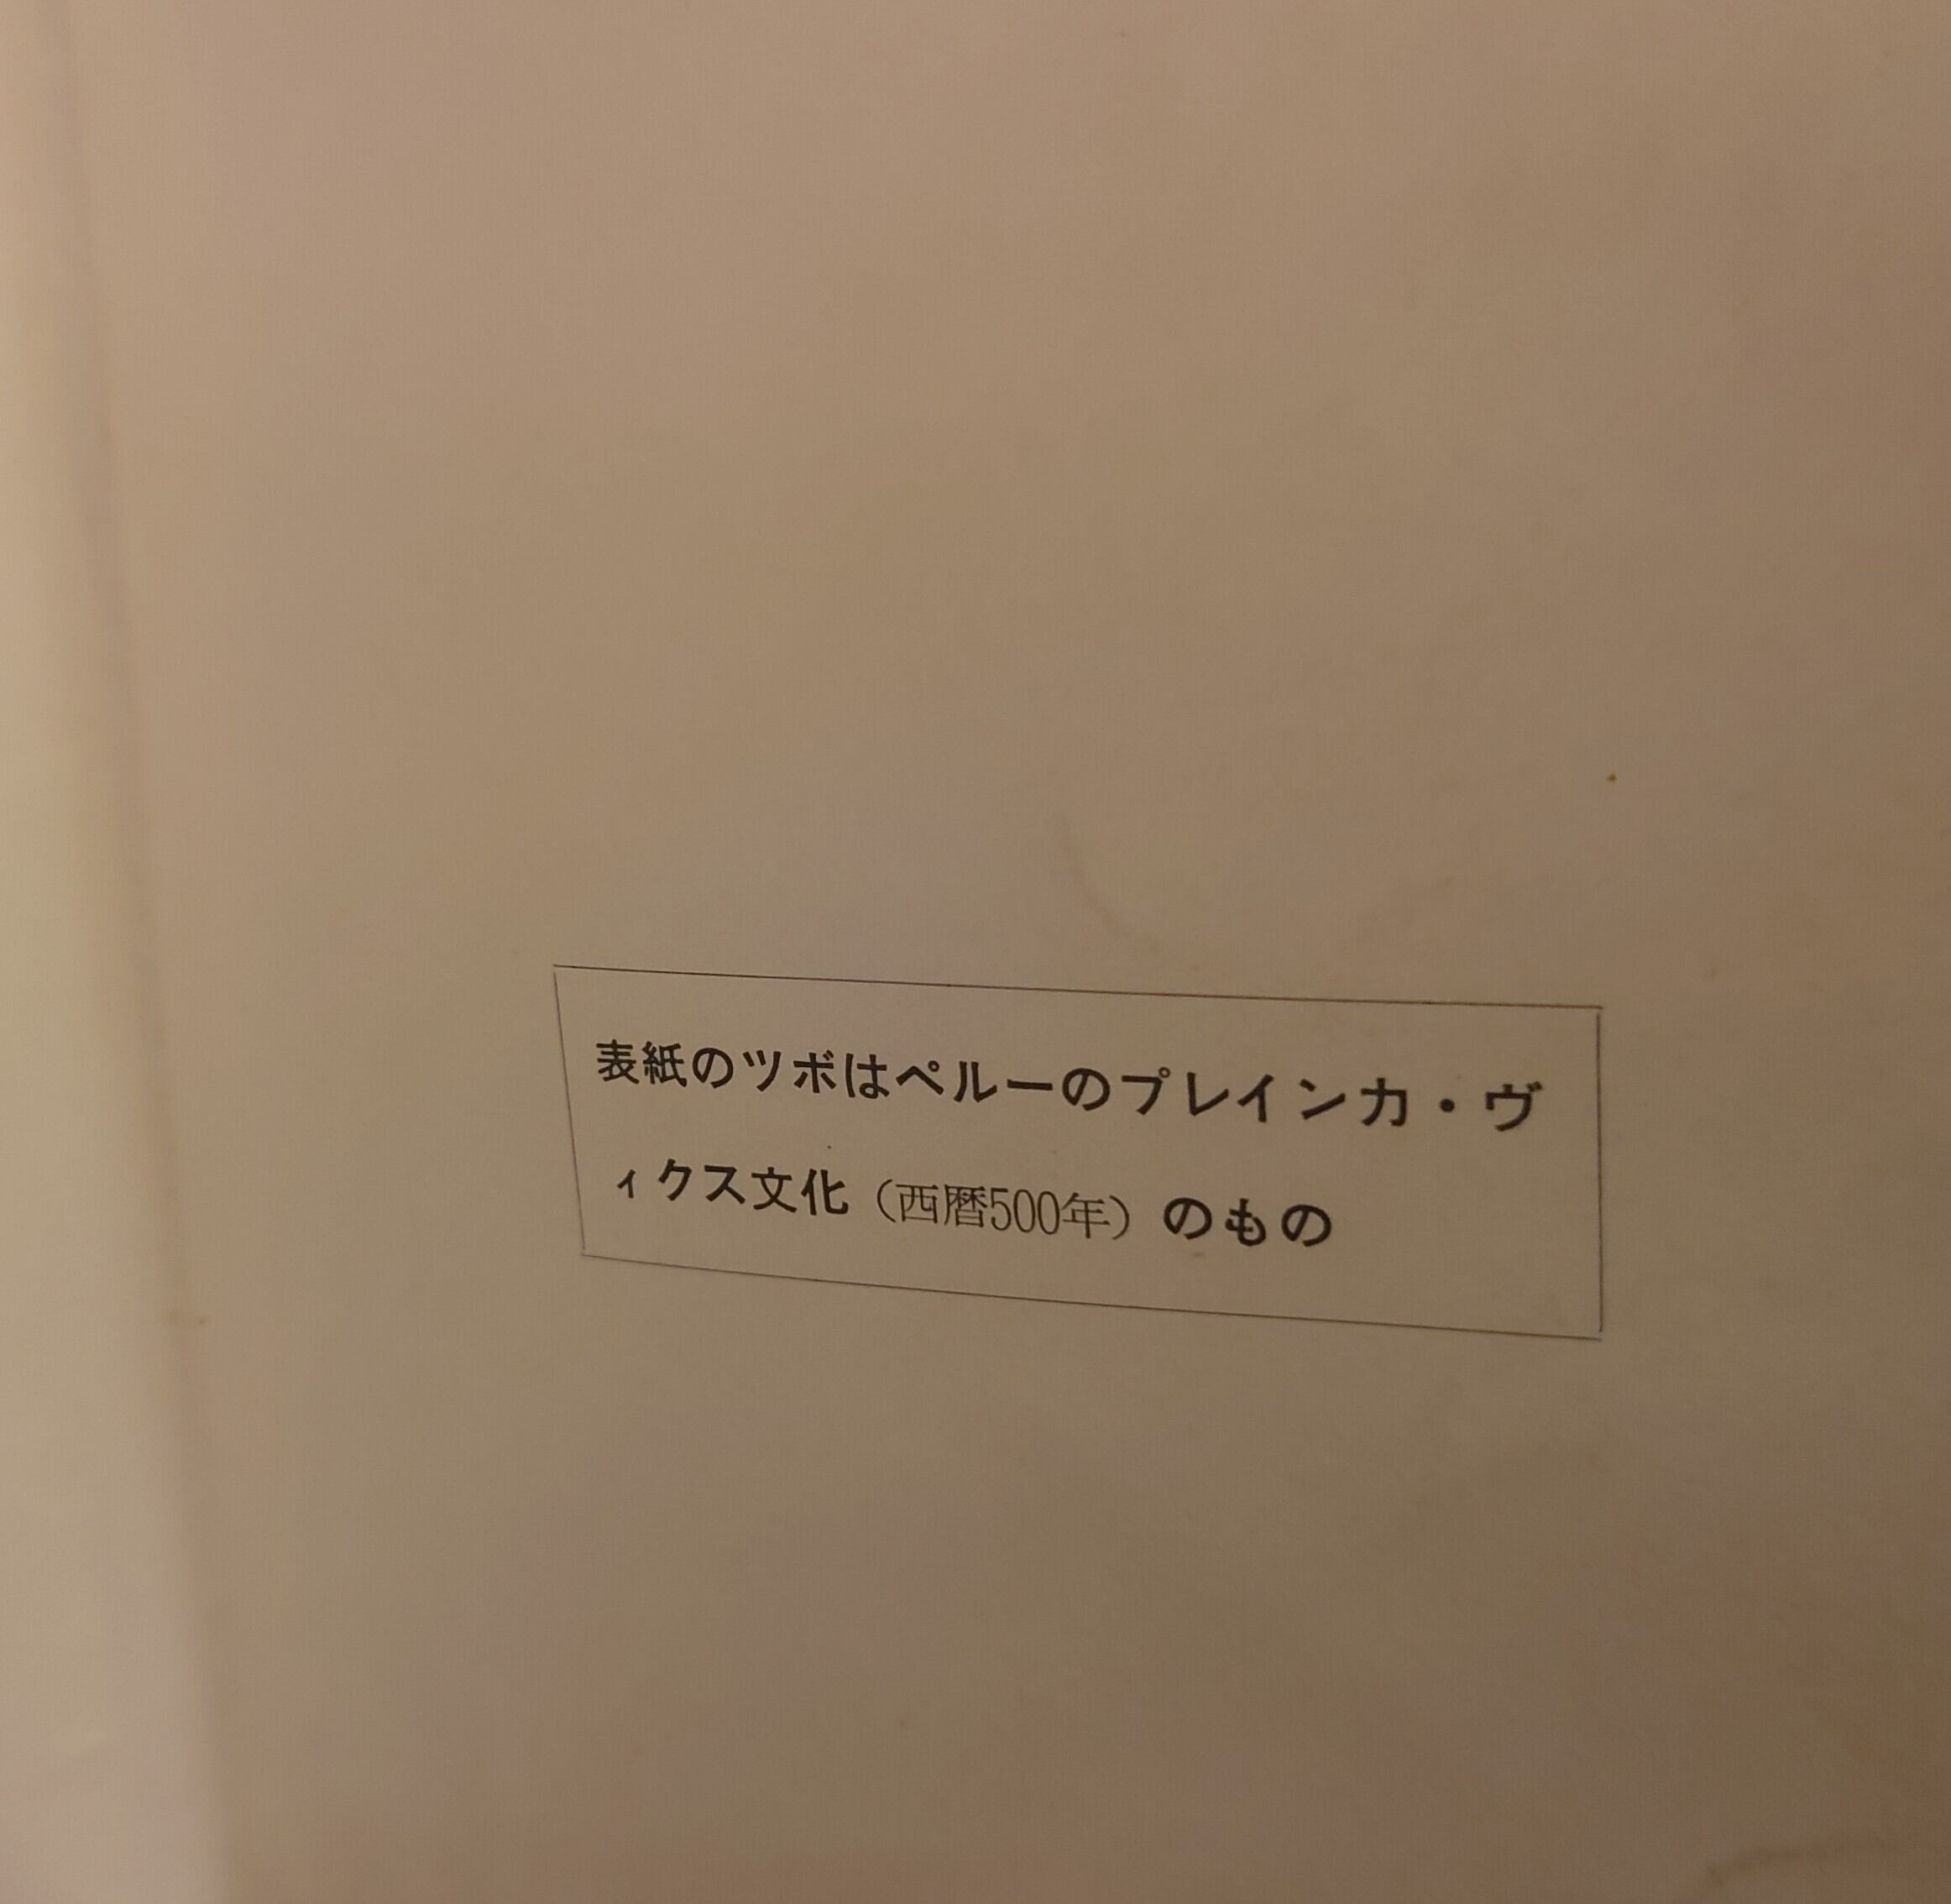 表紙のツボはペルーのプレインカ・ヴ
ィクス文化（西暦500年）のもの